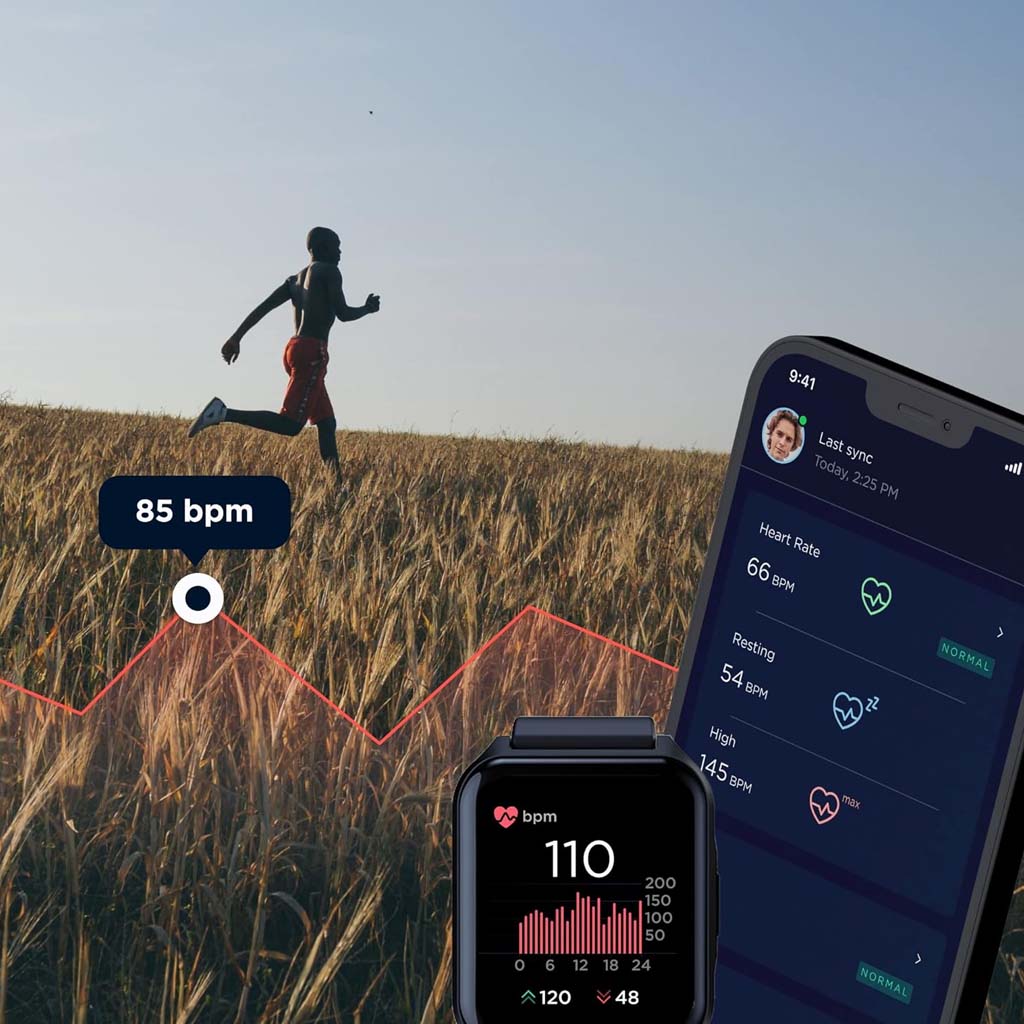 85 bpm
9:41
Last sync
Today, 2:25 PM
Heart Rate
66 BPM
NORMAL
Resting
54 BPM
High
145 BPM
max
NORMAL
bpm
110
200
150
100
50
0 6 12 18 24
120 48